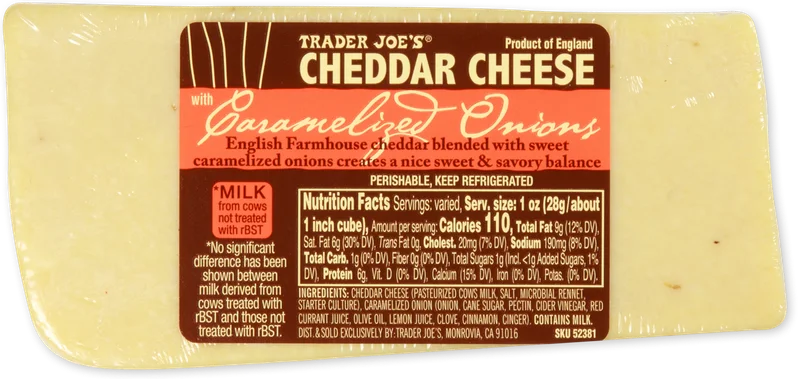 TRADER JOE'S®
Product of England
CHEDDAR CHEESE
with
Caramelized Onions
English Farmhouse cheddar blended with sweet
caramelized onions creates a nice sweet & savory balance
PERISHABLE, KEEP REFRIGERATED
*MILK
from cows
not treated
with rBST
*No significant
difference has been
shown between
milk derived from
cows treated with
rBST and those not
treated with rBST.
Nutrition Facts Servings: varied, Serv. size: 1 oz (28g/about
1 inch cube), Amount per serving: Calories 110, Total Fat 9g (12% DV),
Sat. Fat 6g (30% DV), Trans Fat 0g, Cholest. 20mg (7% DV), Sodium 190mg (8% DV),
Total Carb. 1g (0% DV), Fiber 0g (0% DV), Total Sugars 1g (Incl. <1g Added Sugars, 1%
DV), Protein 6g, Vit. D (0% DV), Calcium (15% DV), Iron (0% DV), Potas. (0% DV).
INGREDIENTS: CHEDDAR CHEESE (PASTEURIZED COWS MILK, SALT, MICROBIAL RENNET,
STARTER CULTURE), CARAMELIZED ONION (ONION, CANE SUGAR, PECTIN, CIDER VINEGAR, RED
CURRANT JUICE, OLIVE OIL, LEMON JUICE, CLOVE, CINNAMON, GINGER). CONTAINS MILK.
DIST. & SOLD EXCLUSIVELY BY: TRADER JOE'S, MONROVIA, CA 91016
SKU 52381